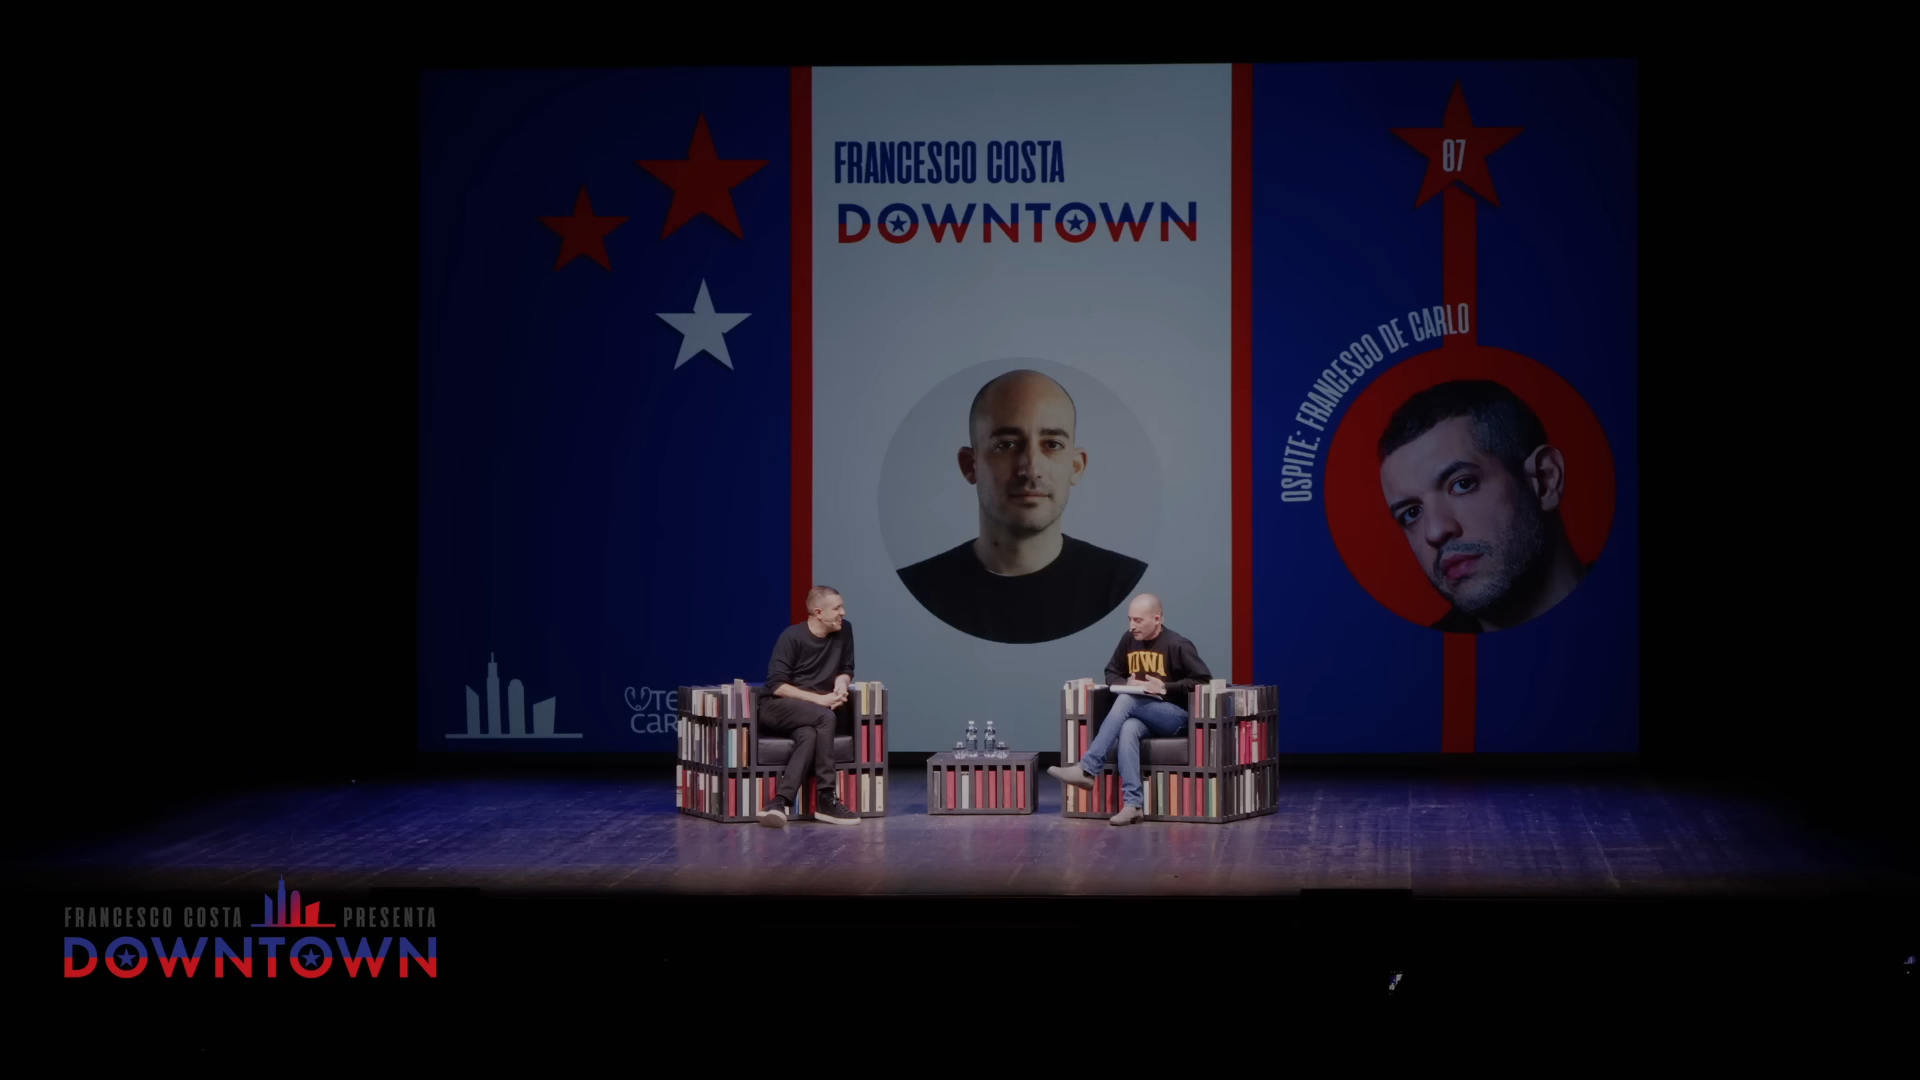 FRANCESCO COSTA
DOWNTOWN
07
OSPITE: FRANCESCO DE CARLO
IOWA
FRANCESCO COSTA PRESENTA
DOWNTOWN